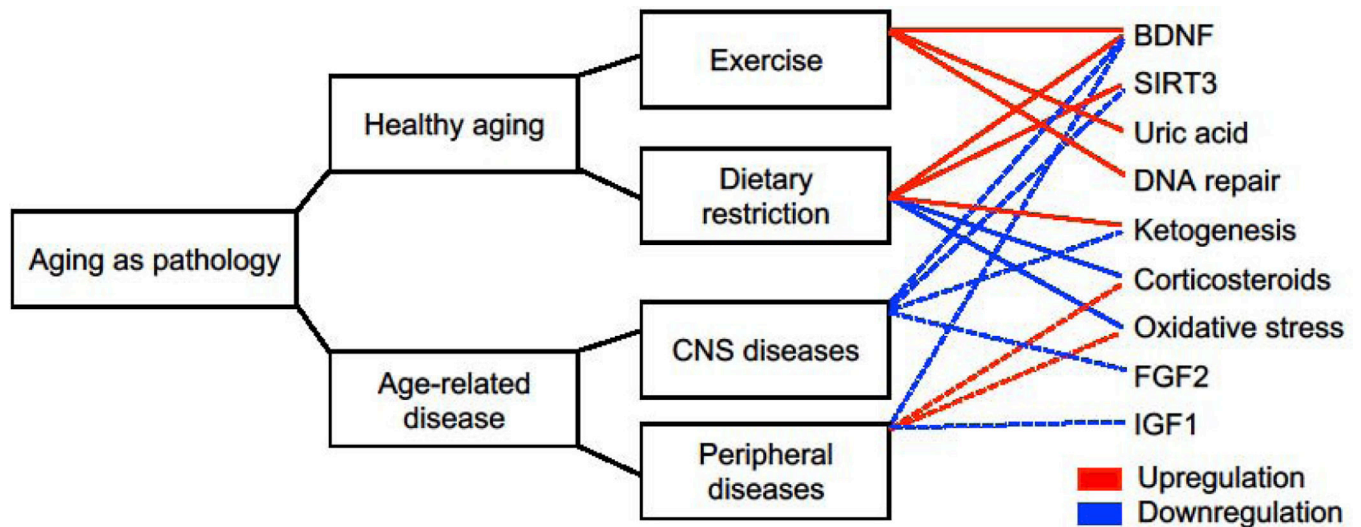 Aging as pathology
Healthy aging
Age-related
disease
Exercise
Dietary
restriction
CNS diseases
Peripheral
diseases
BDNF
SIRT3
Uric acid
DNA repair
Ketogenesis
Corticosteroids
Oxidative stress
FGF2
IGF1
Upregulation
Downregulation